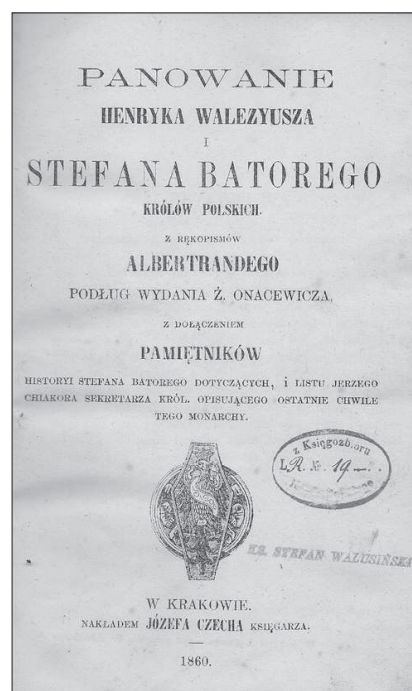 PANOWANIE
HENRYKA WALEZYUSZA
I
STEFANA BATOREGO
KRÓLÓW POLSKICH.
Z RĘKOPISMÓW
ALBERTRANDEGO
PODŁUG WYDANIA Ż. ONACEWICZA,
Z DOŁĄCZENIEM
PAMIĘTNIKÓW
HISTORYI STEFANA BATOREGO DOTYCZĄCYCH, i LISTU JERZEGO
CHIAKORA SEKRETARZA KRÓL. OPISUJĄCEGO OSTATNIE CHWILE
TEGO MONARCHY.
z Księgozbioru
L.R. №. 19
KS. STEFAN WALUSIŃSKI
W KRAKOWIE.
NAKŁADEM JÓZEFA CZECHA KSIĘGARZA.
1860.